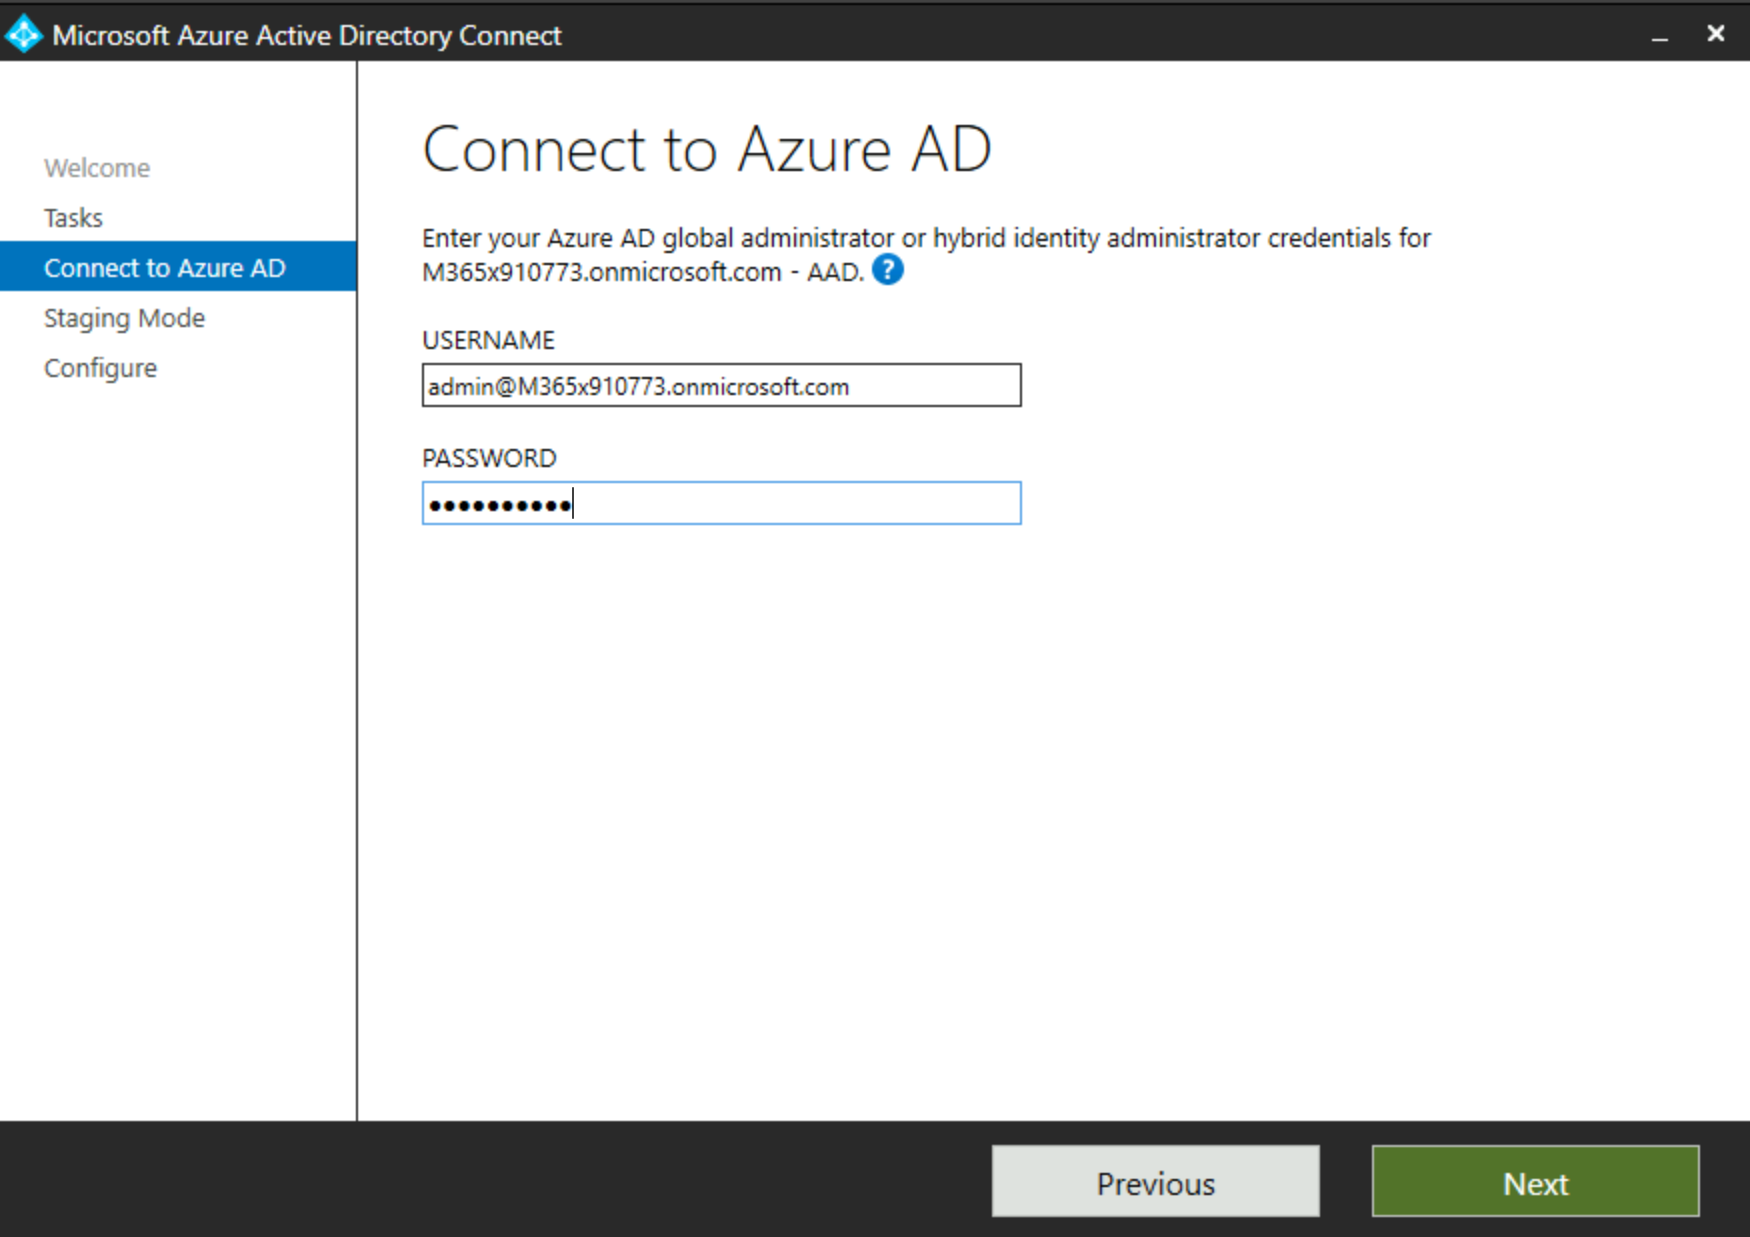 Microsoft Azure Active Directory Connect
Welcome
Tasks
Connect to Azure AD
Staging Mode
Configure
Connect to Azure AD
Enter your Azure AD global administrator or hybrid identity administrator credentials for
M365x910773.onmicrosoft.com - AAD. ?
USERNAME
admin@M365x910773.onmicrosoft.com
PASSWORD
••••••••••
Previous
Next